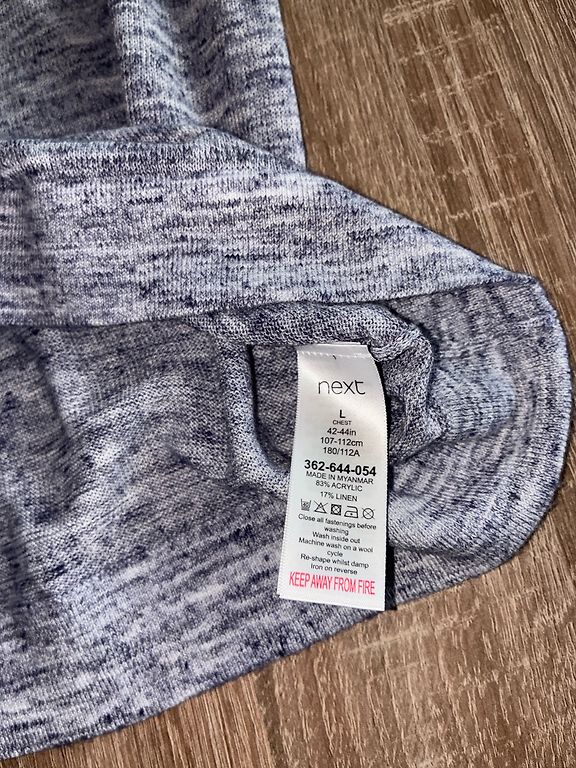 next
L
CHEST
42-44in
107-112cm
180/112A
362-644-054
MADE IN MYANMAR
83% ACRYLIC
17% LINEN
Close all fastenings before
washing
Wash inside out
Machine wash on a wool
cycle
Re-shape whilst damp
Iron on reverse
KEEP AWAY FROM FIRE